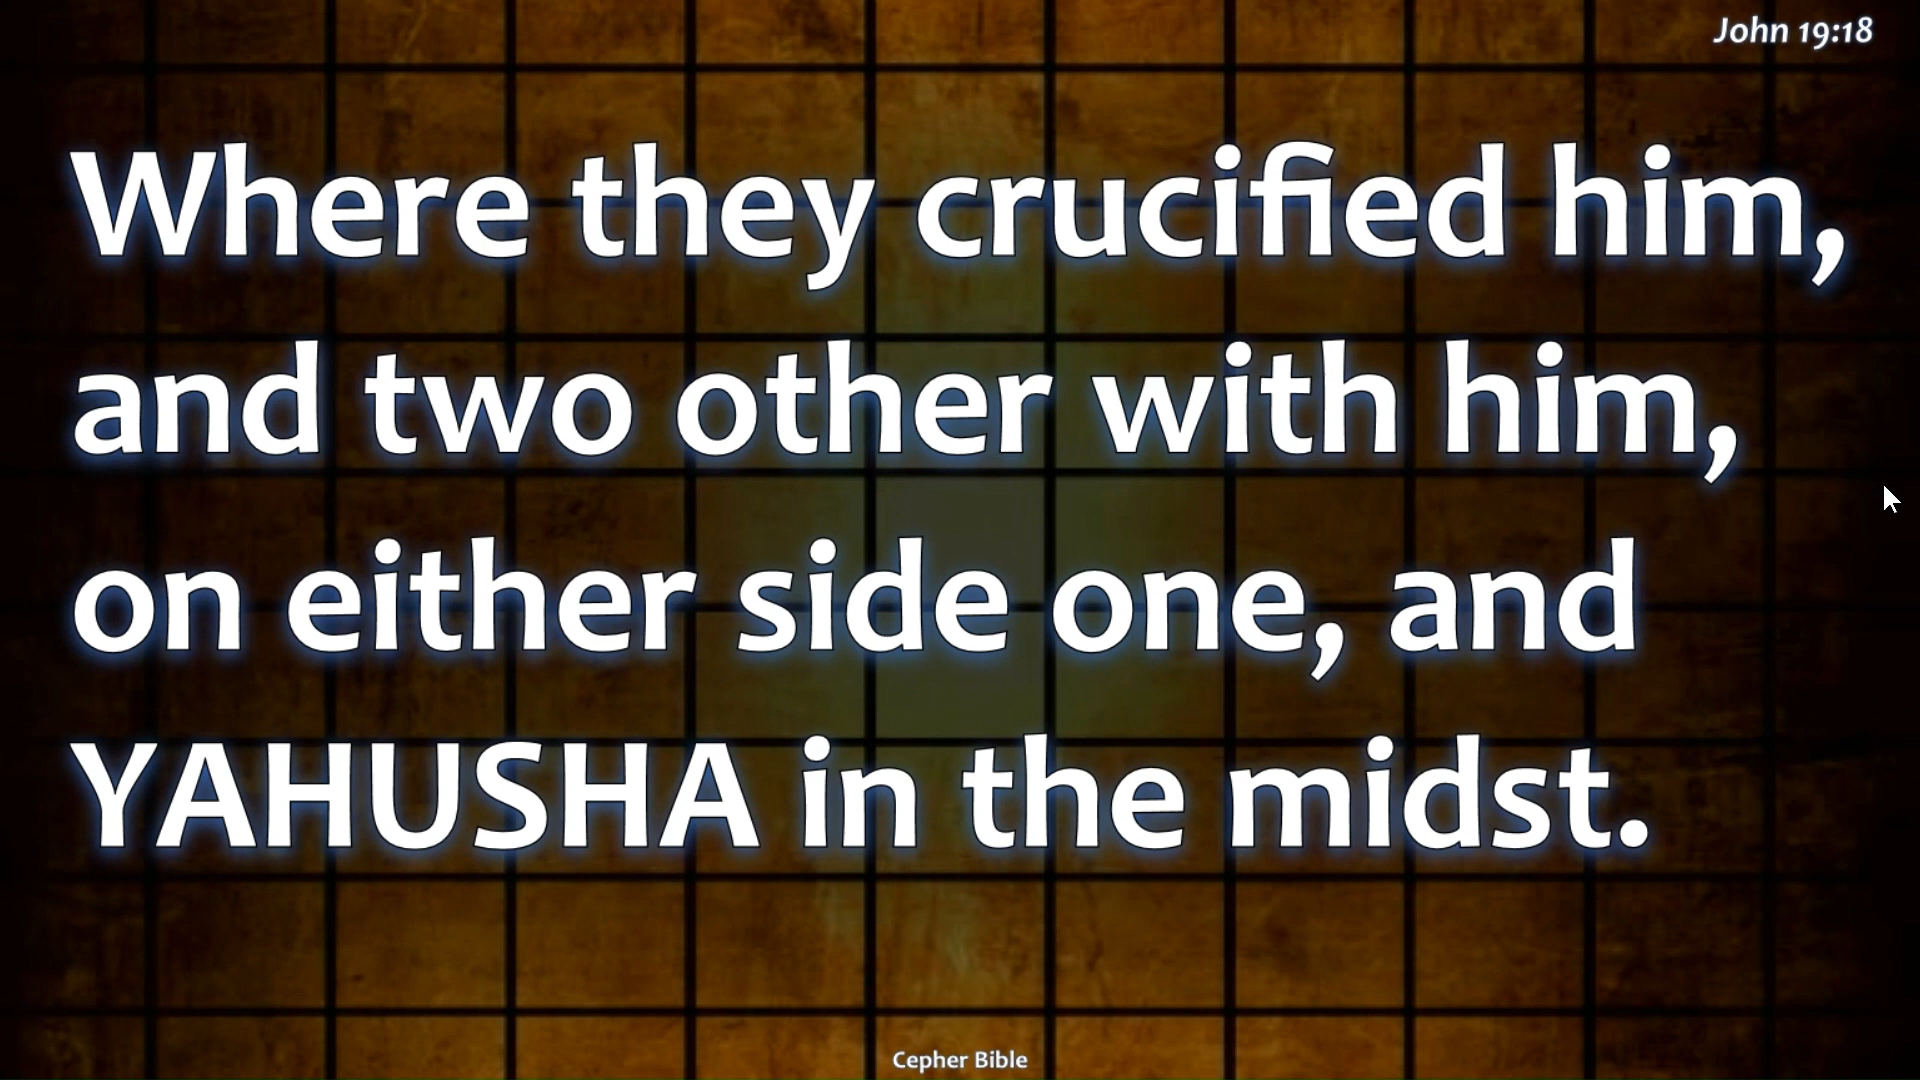 John 19:18
Where they crucified him,
and two other with him,
on either side one, and
YAHUSHA in the midst.
Cepher Bible